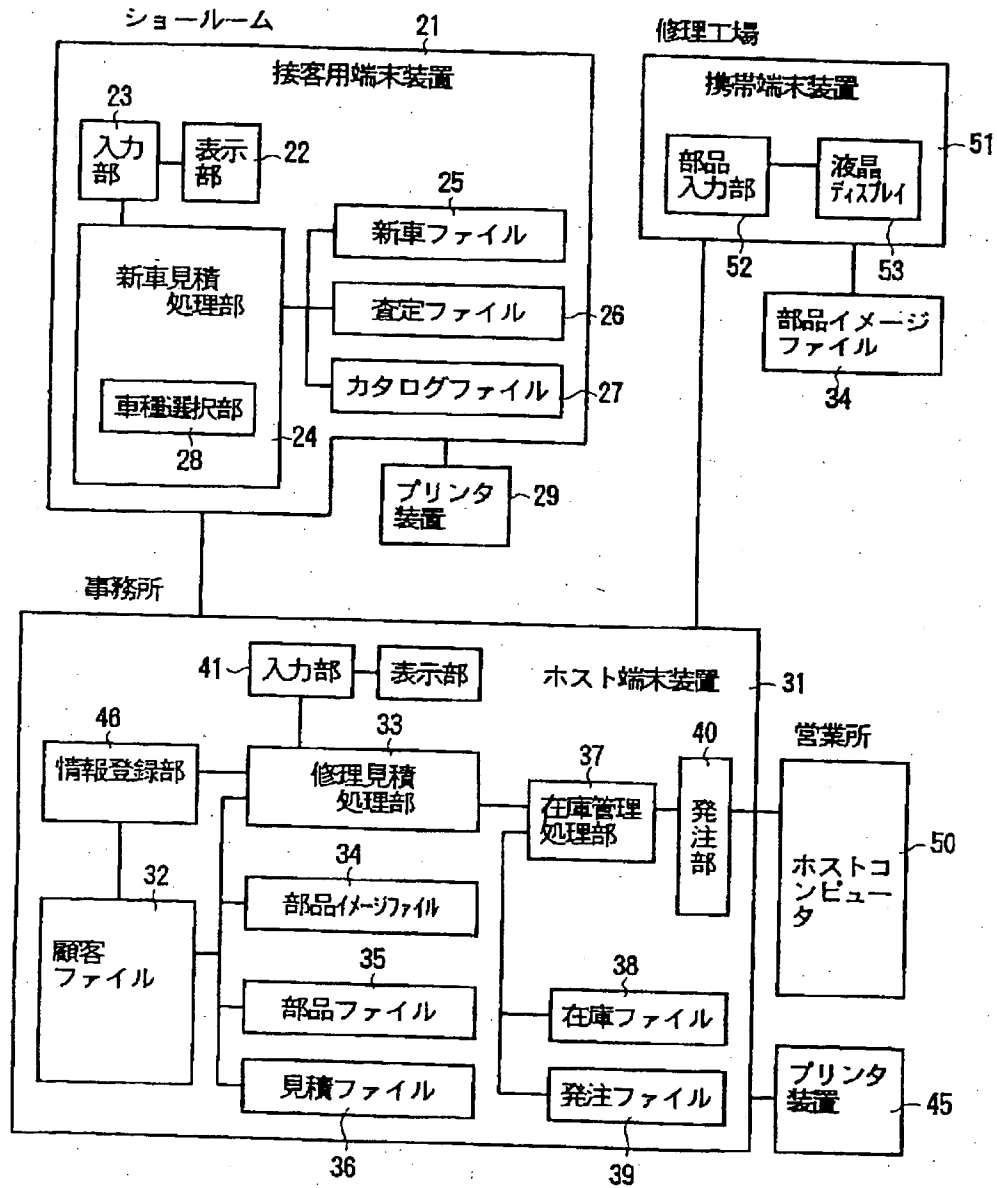 ショールーム
21
接客用端末装置
23
入力
部
表示
部
22
新車見積
処理部
車種選択部
28
24
25
新車ファイル
査定ファイル
26
カタログファイル
27
プリンタ
装置
29
修理工場
携帯端末装置
51
部品
入力部
52
液晶
ディスプレイ
53
部品イメージ
ファイル
34
事務所
41
入力部
表示部
ホスト端末装置
31
46
情報登録部
33
修理見積
処理部
37
在庫管理
処理部
40
発
注
部
営業所
ホストコ
ンピュー
タ
50
32
顧客
ファイル
34
部品イメージファイル
35
部品ファイル
見積ファイル
36
38
在庫ファイル
発注ファイル
39
プリンタ
装置
45